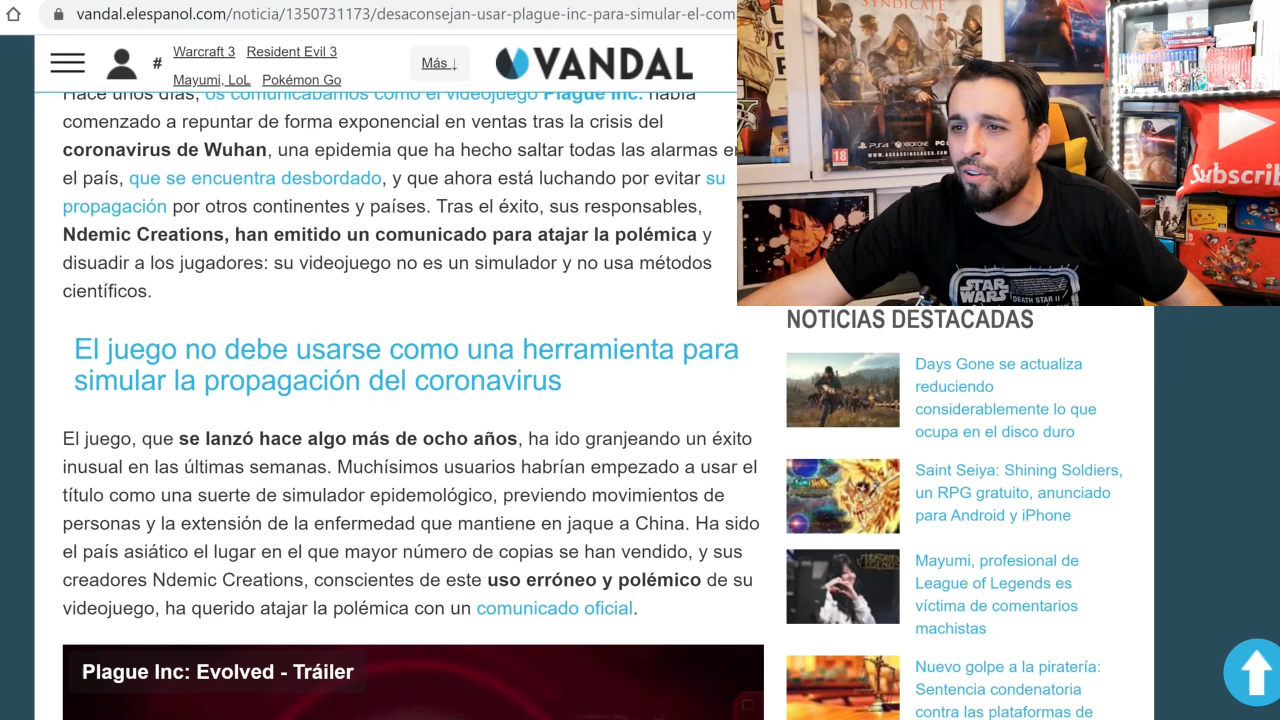 vandal.elespanol.com/noticia/1350731173/desaconsejan-usar-plague-inc-para-simular-el-com
# Warcraft 3 Resident Evil 3
Mayumi, LoL Pokémon Go
Más ↓
VANDAL
Hace unos días, os comunicábamos cómo el videojuego Plague Inc. había
comenzado a repuntar de forma exponencial en ventas tras la crisis del
coronavirus de Wuhan, una epidemia que ha hecho saltar todas las alarmas e
el país, que se encuentra desbordado, y que ahora está luchando por evitar su
propagación por otros continentes y países. Tras el éxito, sus responsables,
Ndemic Creations, han emitido un comunicado para atajar la polémica y
disuadir a los jugadores: su videojuego no es un simulador y no usa métodos
científicos.
El juego no debe usarse como una herramienta para
simular la propagación del coronavirus
El juego, que se lanzó hace algo más de ocho años, ha ido granjeando un éxito
inusual en las últimas semanas. Muchísimos usuarios habrían empezado a usar el
título como una suerte de simulador epidemológico, previendo movimientos de
personas y la extensión de la enfermedad que mantiene en jaque a China. Ha sido
el país asiático el lugar en el que mayor número de copias se han vendido, y sus
creadores Ndemic Creations, conscientes de este uso erróneo y polémico de su
videojuego, ha querido atajar la polémica con un comunicado oficial.
Plague Inc: Evolved - Tráiler
SYNDICATE
18
PS4 XBOX ONE PC
WWW.ASSASSINSCREED.COM
Subscrib
STAR
WARS
DEATH STAR II
NOTICIAS DESTACADAS
Days Gone se actualiza
reduciendo
considerablemente lo que
ocupa en el disco duro
Saint Seiya: Shining Soldiers,
un RPG gratuito, anunciado
para Android y iPhone
Mayumi, profesional de
League of Legends es
víctima de comentarios
machistas
Nuevo golpe a la piratería:
Sentencia condenatoria
contra las plataformas de